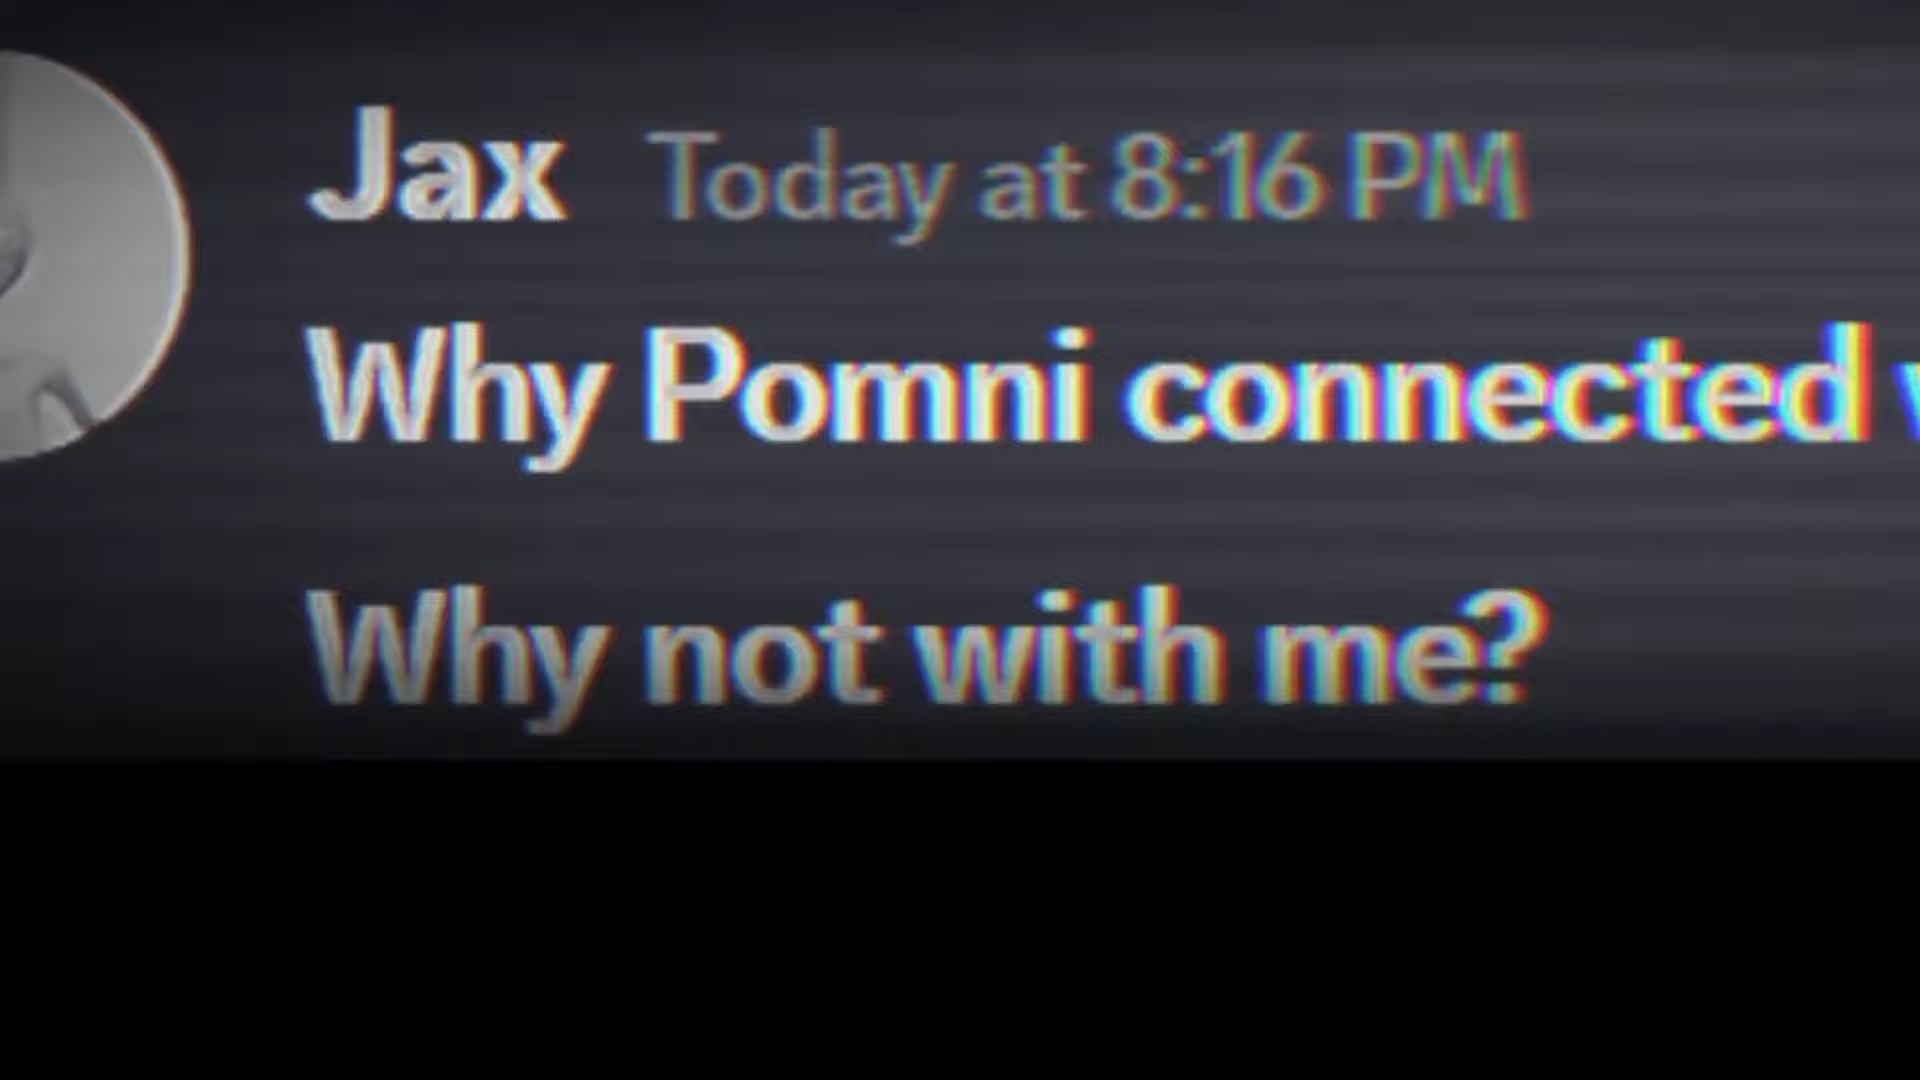 Jax Today at 8:16 PM
Why Pomni connected
Why not with me?